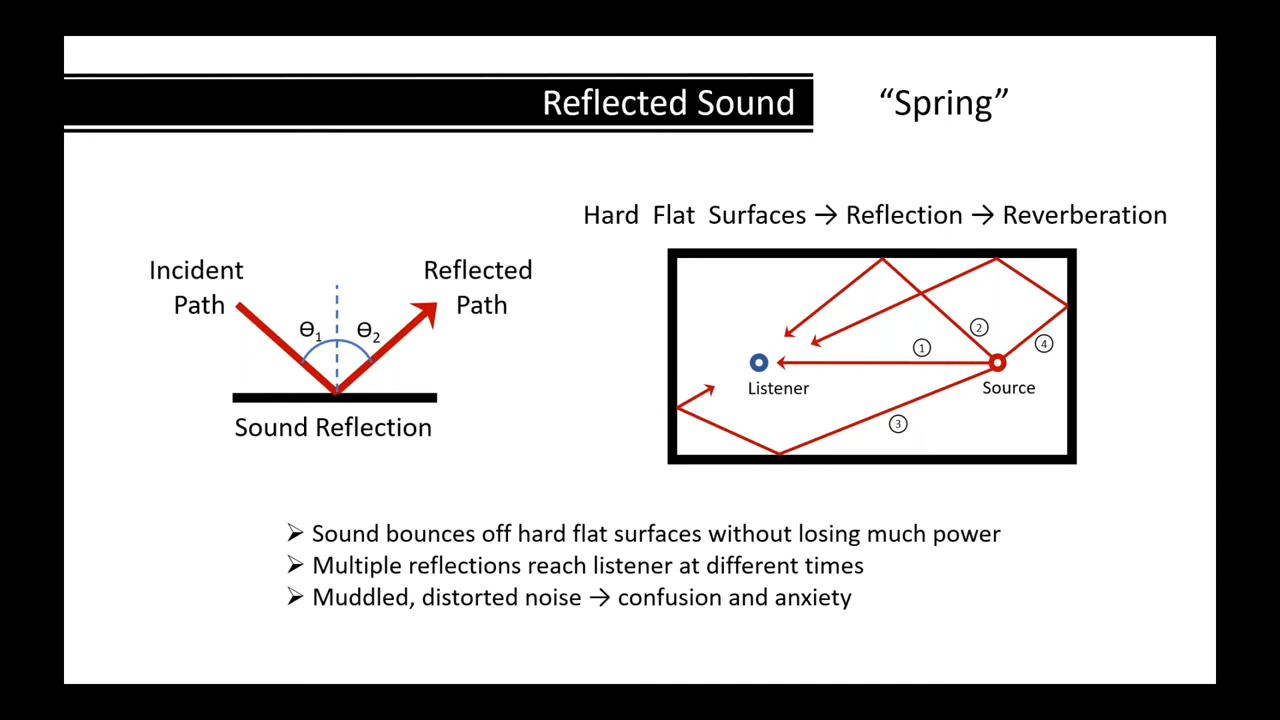 Reflected Sound
“Spring”
Hard Flat Surfaces → Reflection → Reverberation
Incident
Path
Reflected
Path
Ө1
Ө2
Sound Reflection
①
②
③
④
Listener
Source
➢ Sound bounces off hard flat surfaces without losing much power
➢ Multiple reflections reach listener at different times
➢ Muddled, distorted noise → confusion and anxiety